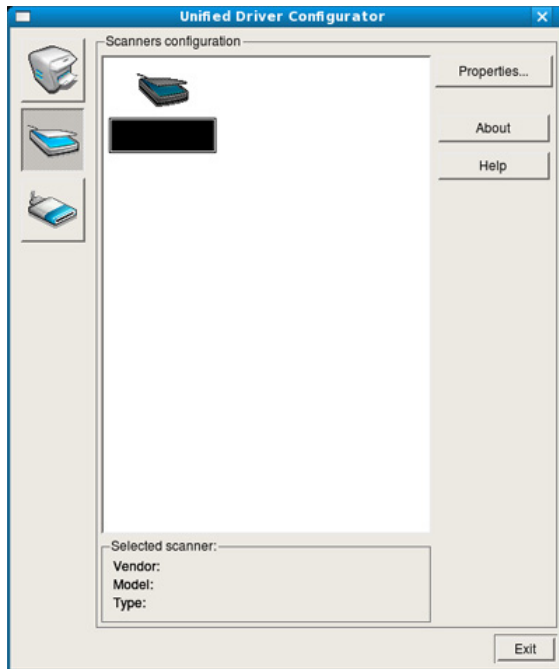 Unified Driver Configurator
Scanners configuration
Properties...
About
Help
Selected scanner:
Vendor:
Model:
Type:
Exit